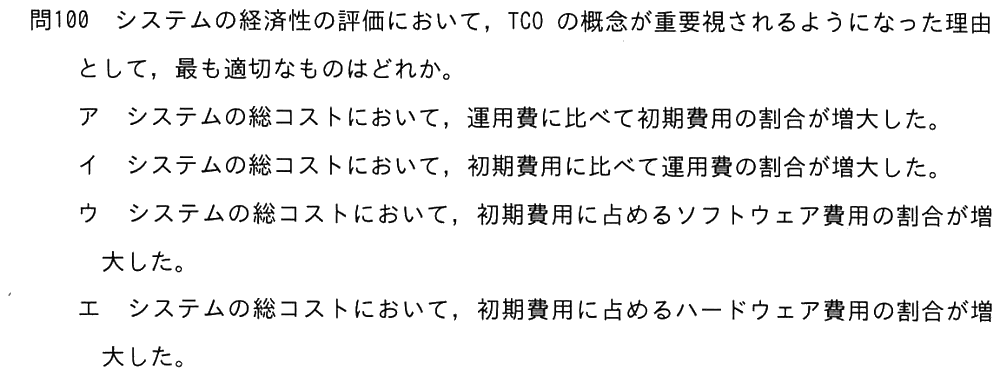 問100　システムの経済性の評価において，TCO の概念が重要視されるようになった理由
として，最も適切なものはどれか。
ア　システムの総コストにおいて，運用費に比べて初期費用の割合が増大した。
イ　システムの総コストにおいて，初期費用に比べて運用費の割合が増大した。
ウ　システムの総コストにおいて，初期費用に占めるソフトウェア費用の割合が増
大した。
エ　システムの総コストにおいて，初期費用に占めるハードウェア費用の割合が増
大した。